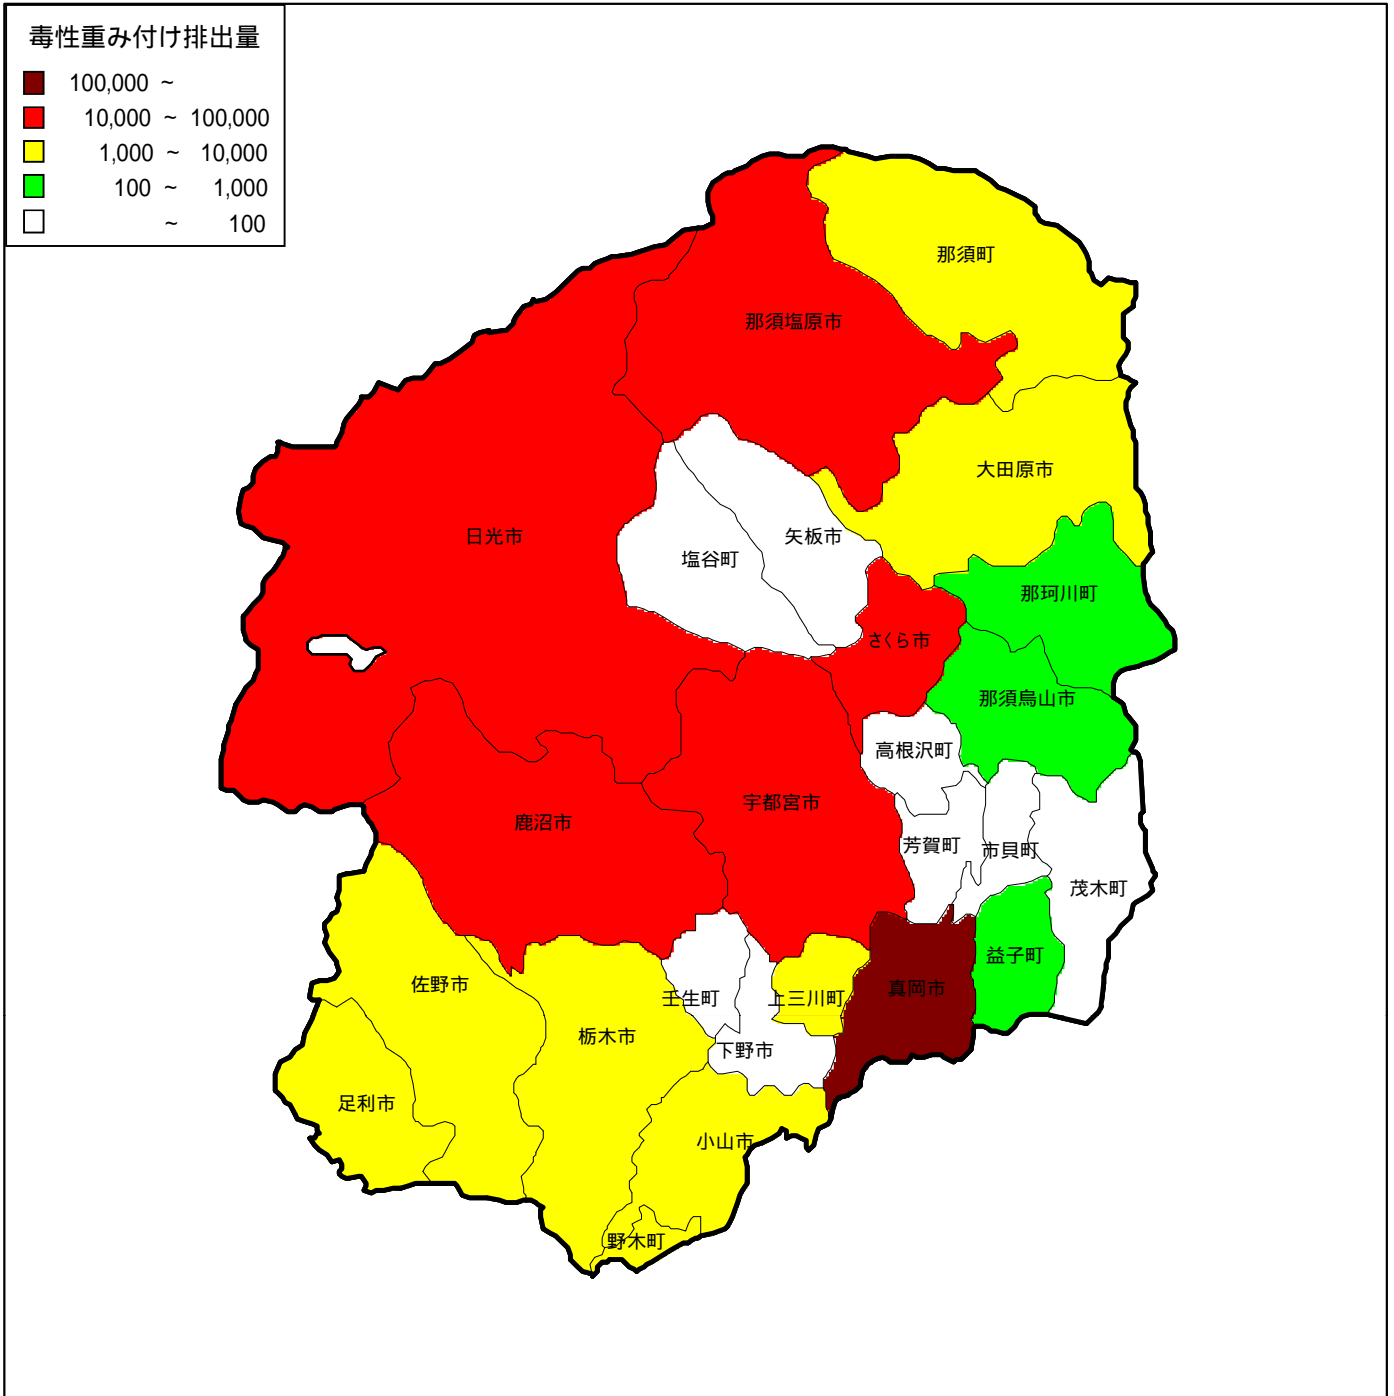 毒性重み付け排出量
100,000 ~
10,000 ~ 100,000
1,000 ~ 10,000
100 ~ 1,000
~ 100
那須町
那須塩原市
大田原市
日光市
矢板市
塩谷町
那珂川町
さくら市
那須烏山市
高根沢町
宇都宮市
鹿沼市
芳賀町
市貝町
茂木町
益子町
佐野市
真岡市
壬生町
上三川町
栃木市
下野市
足利市
小山市
野木町